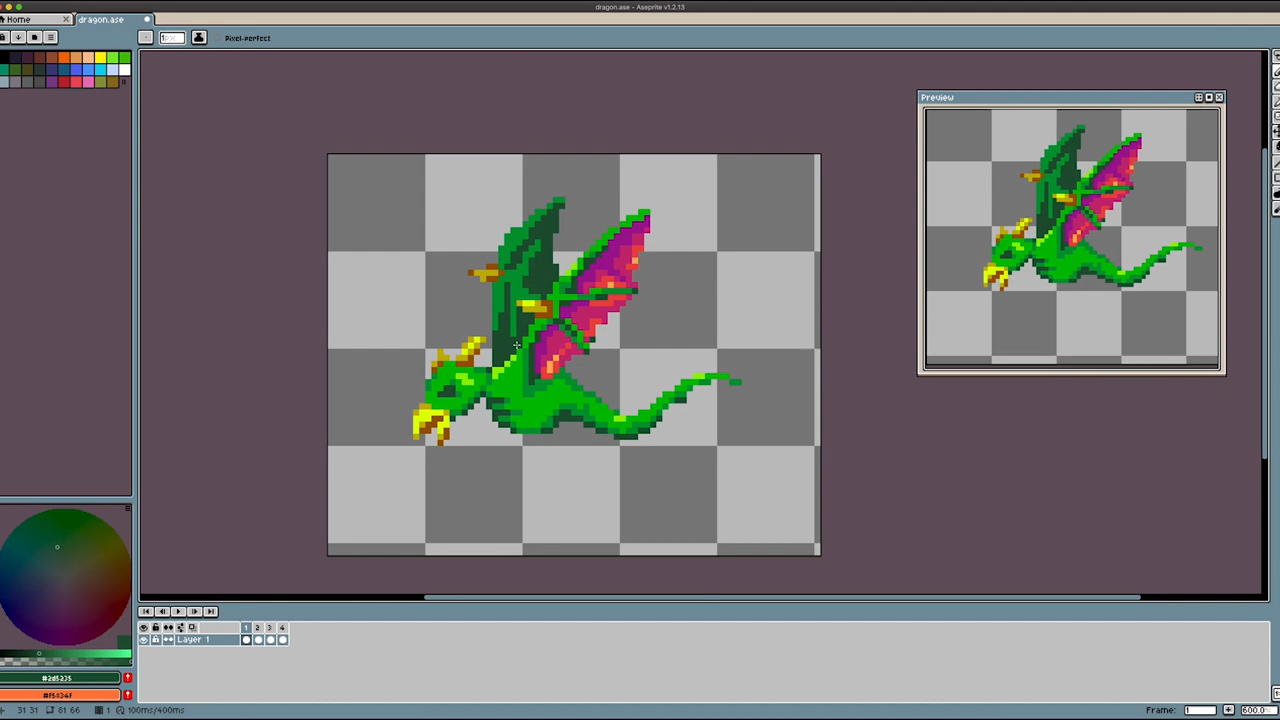 dragon.ase - Aseprite v1.2.13
Home
dragon.ase
Pixel-perfect
Preview
1 2 3 4
Layer 1
#2d5235
31 31 81 66 1 100ms/400ms
Frame: 1 600.0